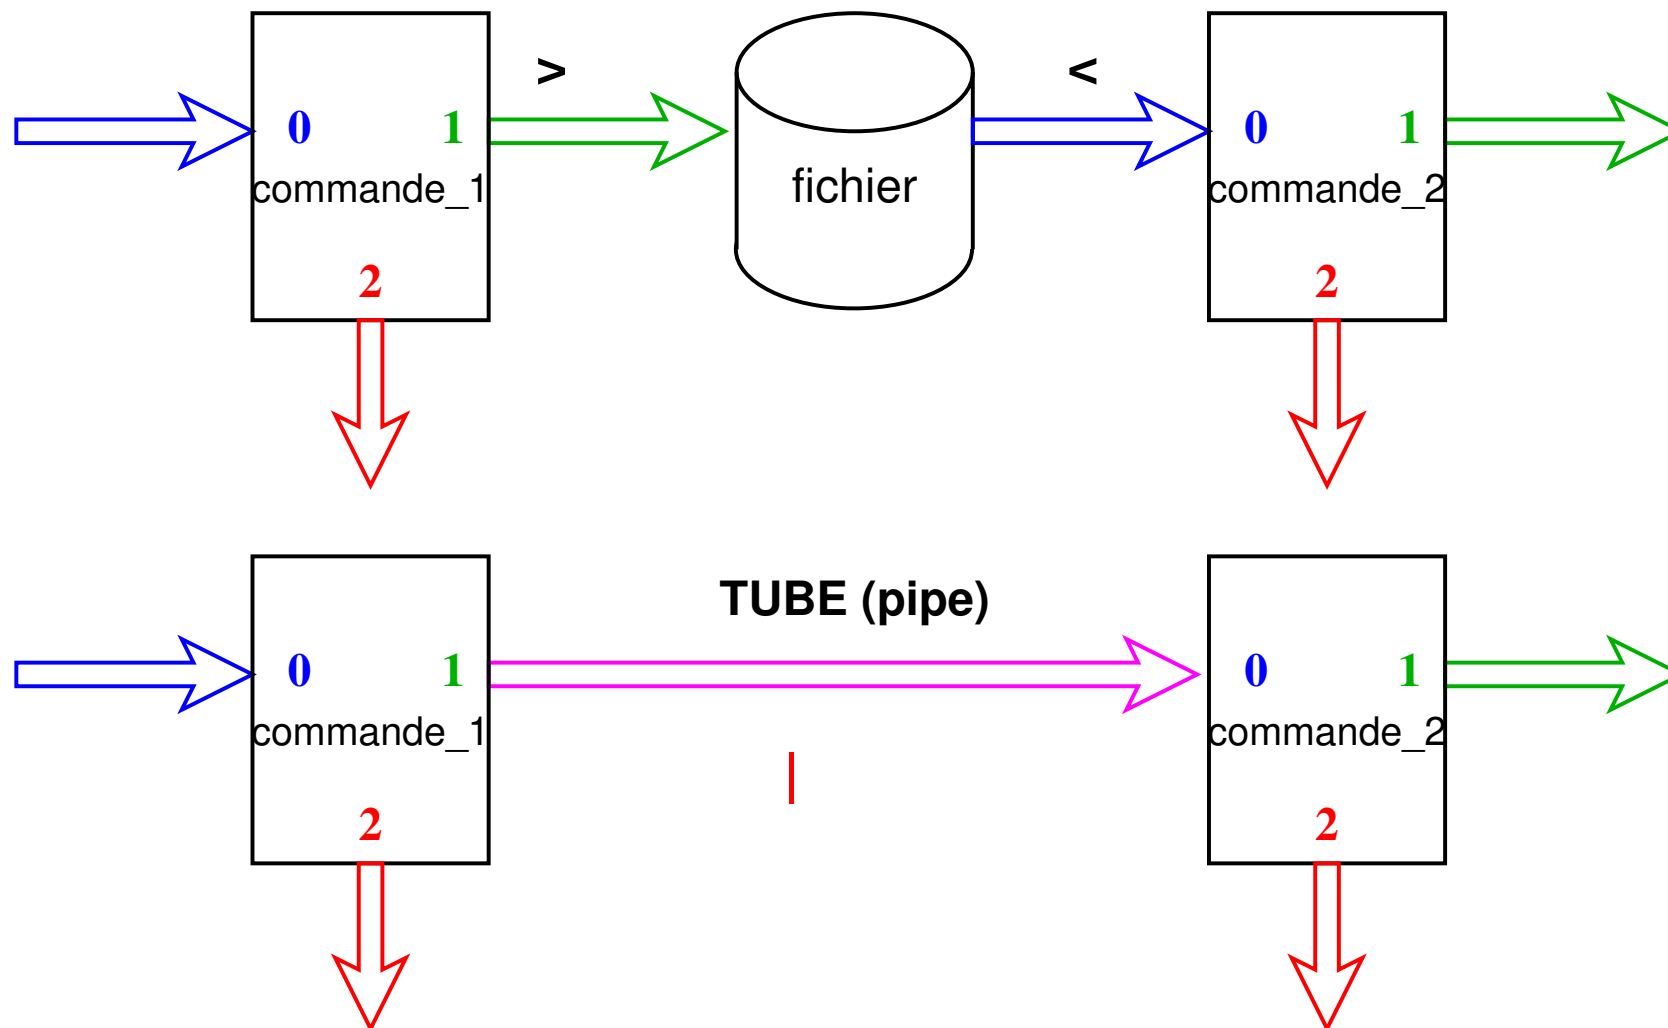 > <
0 1 0 1
commande_1 fichier commande_2
2 2
TUBE (pipe)
0 1 0 1
commande_1 commande_2
|
2 2